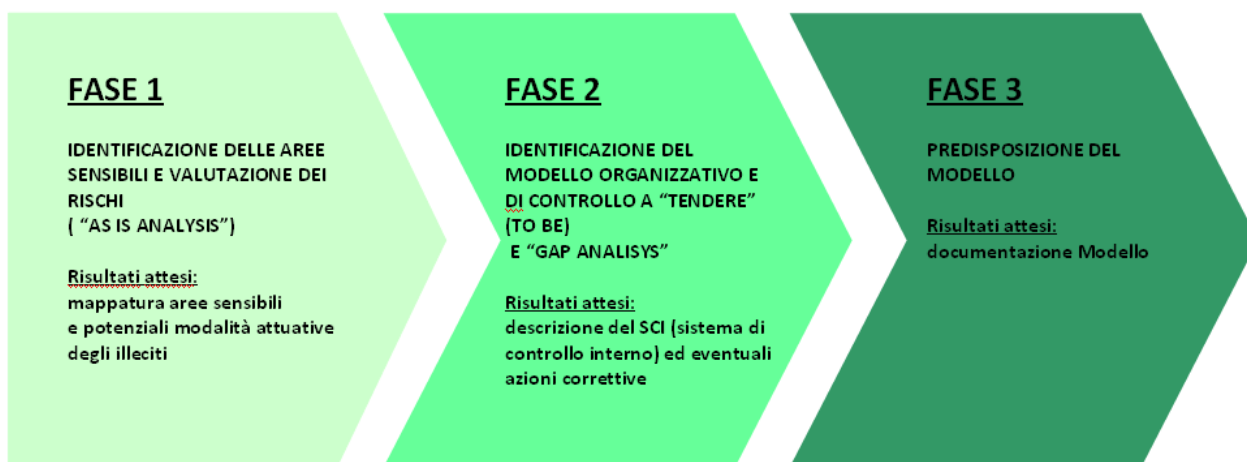 FASE 1
IDENTIFICAZIONE DELLE AREE
SENSIBILI E VALUTAZIONE DEI
RISCHI
( “AS IS ANALYSIS”)
Risultati attesi:
mappatura aree sensibili
e potenziali modalità attuative
degli illeciti
FASE 2
IDENTIFICAZIONE DEL
MODELLO ORGANIZZATIVO E
DI CONTROLLO A “TENDERE”
(TO BE)
E “GAP ANALISYS”
Risultati attesi:
descrizione del SCI (sistema di
controllo interno) ed eventuali
azioni correttive
FASE 3
PREDISPOSIZIONE DEL
MODELLO
Risultati attesi:
documentazione Modello